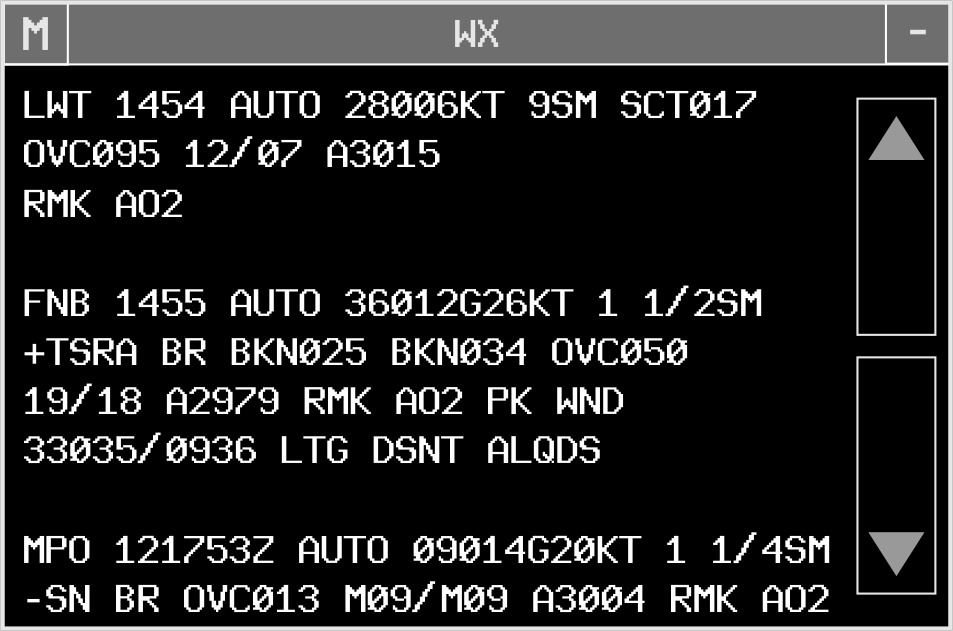 M WX -
LWT 1454 AUTO 28006KT 9SM SCT017
OVC095 12/07 A3015
RMK AO2
FNB 1455 AUTO 36012G26KT 1 1/2SM
+TSRA BR BKN025 BKN034 OVC050
19/18 A2979 RMK AO2 PK WND
33035/0936 LTG DSNT ALQDS
MPO 121753Z AUTO 09014G20KT 1 1/4SM
-SN BR OVC013 M09/M09 A3004 RMK AO2